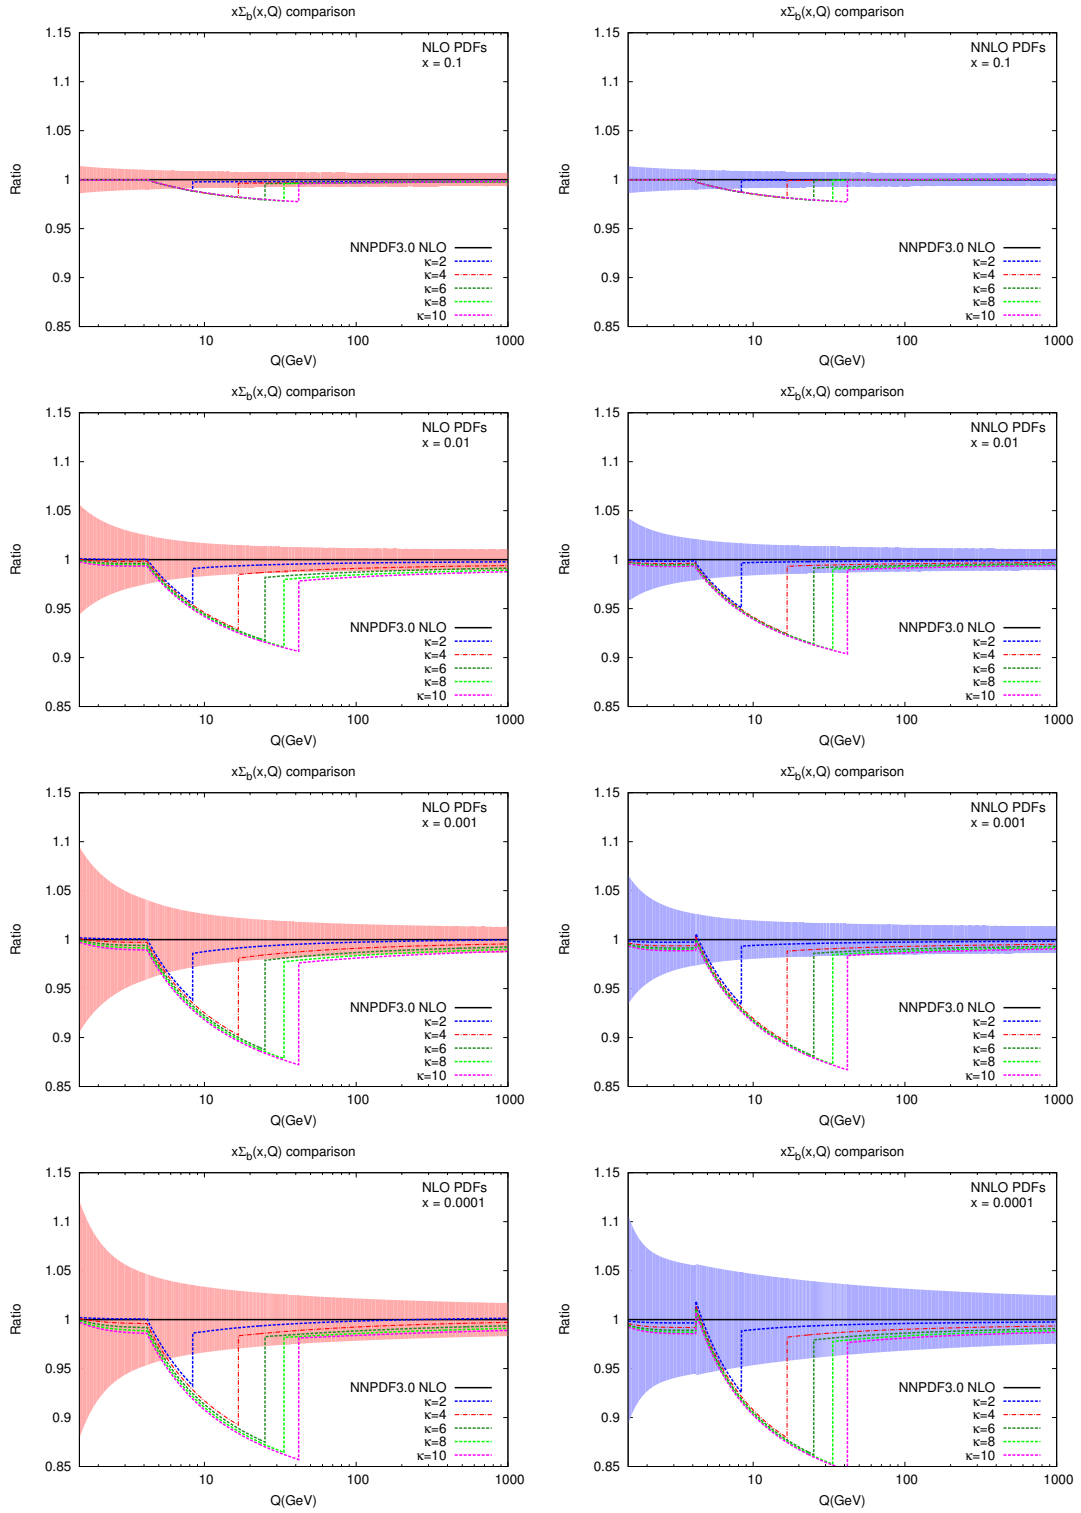 xΣb(x,Q) comparison
NLO PDFs
x = 0.1
Ratio
1.15
1.1
1.05
1
0.95
0.9
0.85
NNPDF3.0 NLO
κ=2
κ=4
κ=6
κ=8
κ=10
10 100 1000
Q(GeV)
xΣb(x,Q) comparison
NNLO PDFs
x = 0.1
Ratio
1.15
1.1
1.05
1
0.95
0.9
0.85
NNPDF3.0 NLO
κ=2
κ=4
κ=6
κ=8
κ=10
10 100 1000
Q(GeV)
xΣb(x,Q) comparison
NLO PDFs
x = 0.01
Ratio
1.15
1.1
1.05
1
0.95
0.9
0.85
NNPDF3.0 NLO
κ=2
κ=4
κ=6
κ=8
κ=10
10 100 1000
Q(GeV)
xΣb(x,Q) comparison
NNLO PDFs
x = 0.01
Ratio
1.15
1.1
1.05
1
0.95
0.9
0.85
NNPDF3.0 NLO
κ=2
κ=4
κ=6
κ=8
κ=10
10 100 1000
Q(GeV)
xΣb(x,Q) comparison
NLO PDFs
x = 0.001
Ratio
1.15
1.1
1.05
1
0.95
0.9
0.85
NNPDF3.0 NLO
κ=2
κ=4
κ=6
κ=8
κ=10
10 100 1000
Q(GeV)
xΣb(x,Q) comparison
NNLO PDFs
x = 0.001
Ratio
1.15
1.1
1.05
1
0.95
0.9
0.85
NNPDF3.0 NLO
κ=2
κ=4
κ=6
κ=8
κ=10
10 100 1000
Q(GeV)
xΣb(x,Q) comparison
NLO PDFs
x = 0.0001
Ratio
1.15
1.1
1.05
1
0.95
0.9
0.85
NNPDF3.0 NLO
κ=2
κ=4
κ=6
κ=8
κ=10
10 100 1000
Q(GeV)
xΣb(x,Q) comparison
NNLO PDFs
x = 0.0001
Ratio
1.15
1.1
1.05
1
0.95
0.9
0.85
NNPDF3.0 NLO
κ=2
κ=4
κ=6
κ=8
κ=10
10 100 1000
Q(GeV)